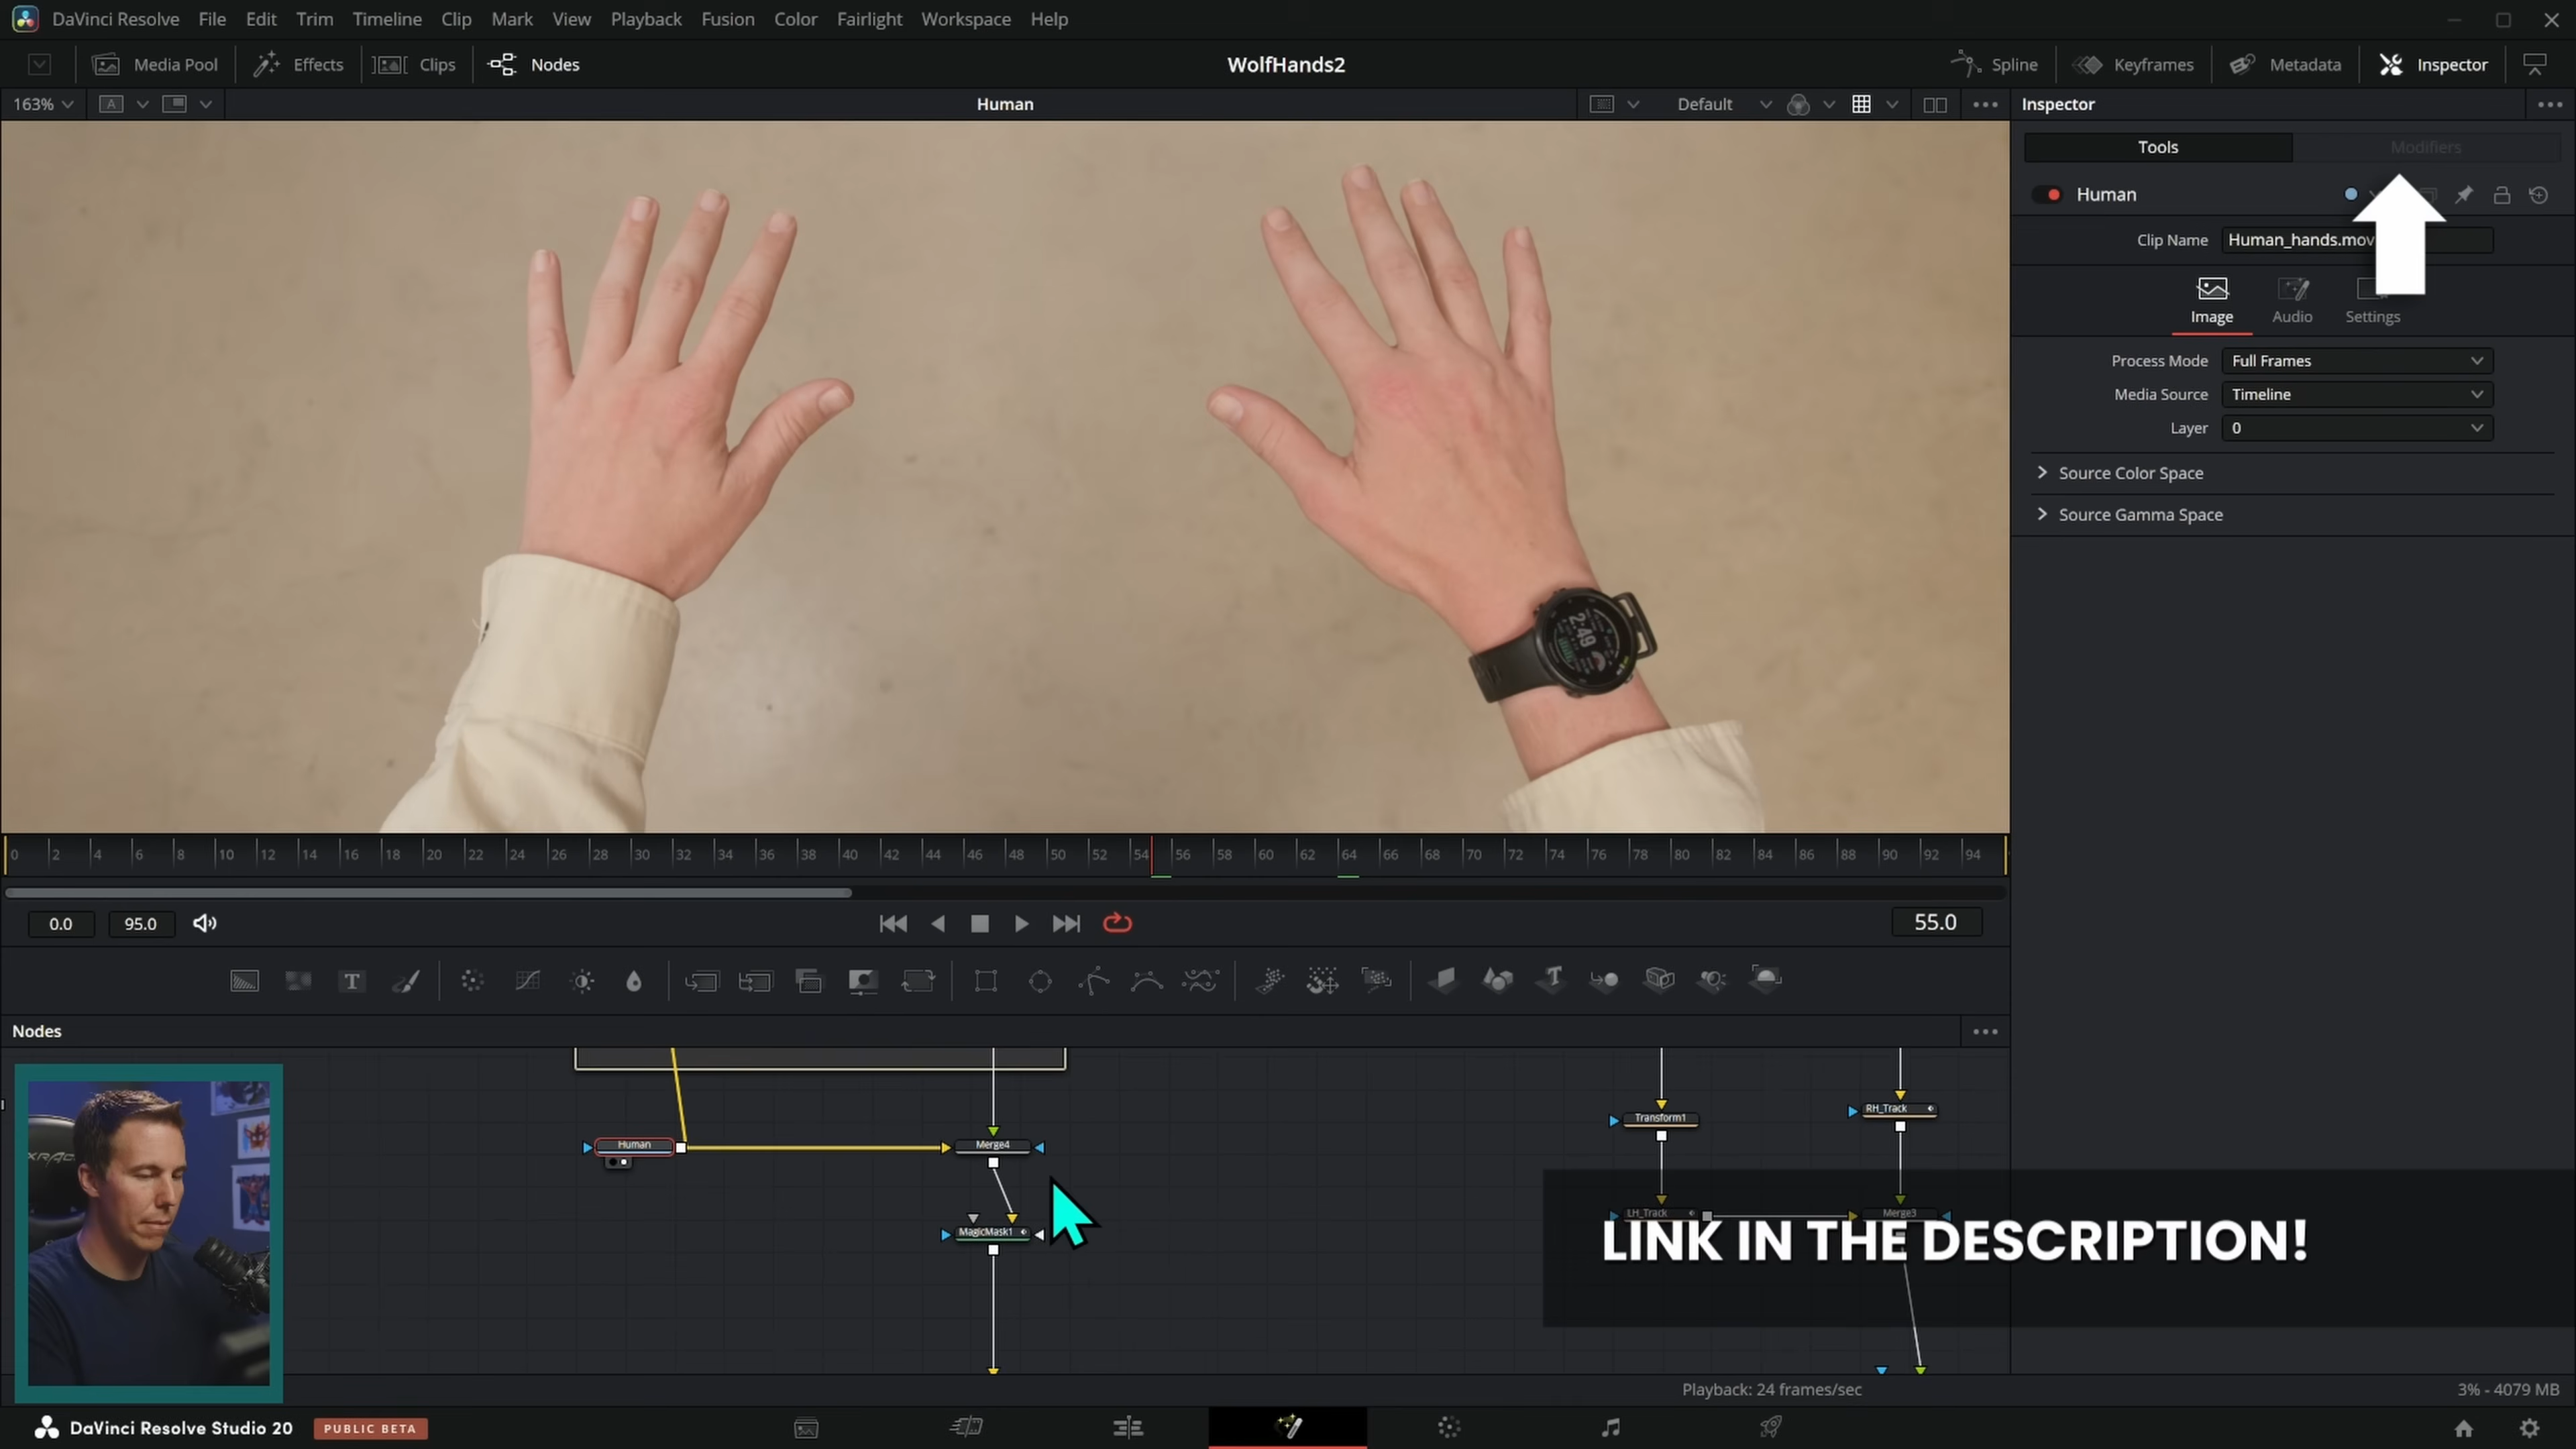 DaVinci Resolve File Edit Trim Timeline Clip Mark View Playback Fusion Color Fairlight Workspace Help
Media Pool Effects Clips Nodes WolfHands2 Spline Keyframes Metadata Inspector
163% A Human Default Inspector
Tools Modifiers
Human
Clip Name Human_hands.mov
Image Audio Settings
Process Mode Full Frames
Media Source Timeline
Layer 0
Source Color Space
Source Gamma Space
2:49
0 2 4 6 8 10 12 14 16 18 20 22 24 26 28 30 32 34 36 38 40 42 44 46 48 50 52 54 56 58 60 62 64 66 68 70 72 74 76 78 80 82 84 86 88 90 92 94
0.0 95.0 55.0
T T
Nodes
Human Merge4 Transform1 RH_Track
MagicMask1 LH_Track Merge3
LINK IN THE DESCRIPTION!
Playback: 24 frames/sec 3% - 4079 MB
DaVinci Resolve Studio 20 PUBLIC BETA